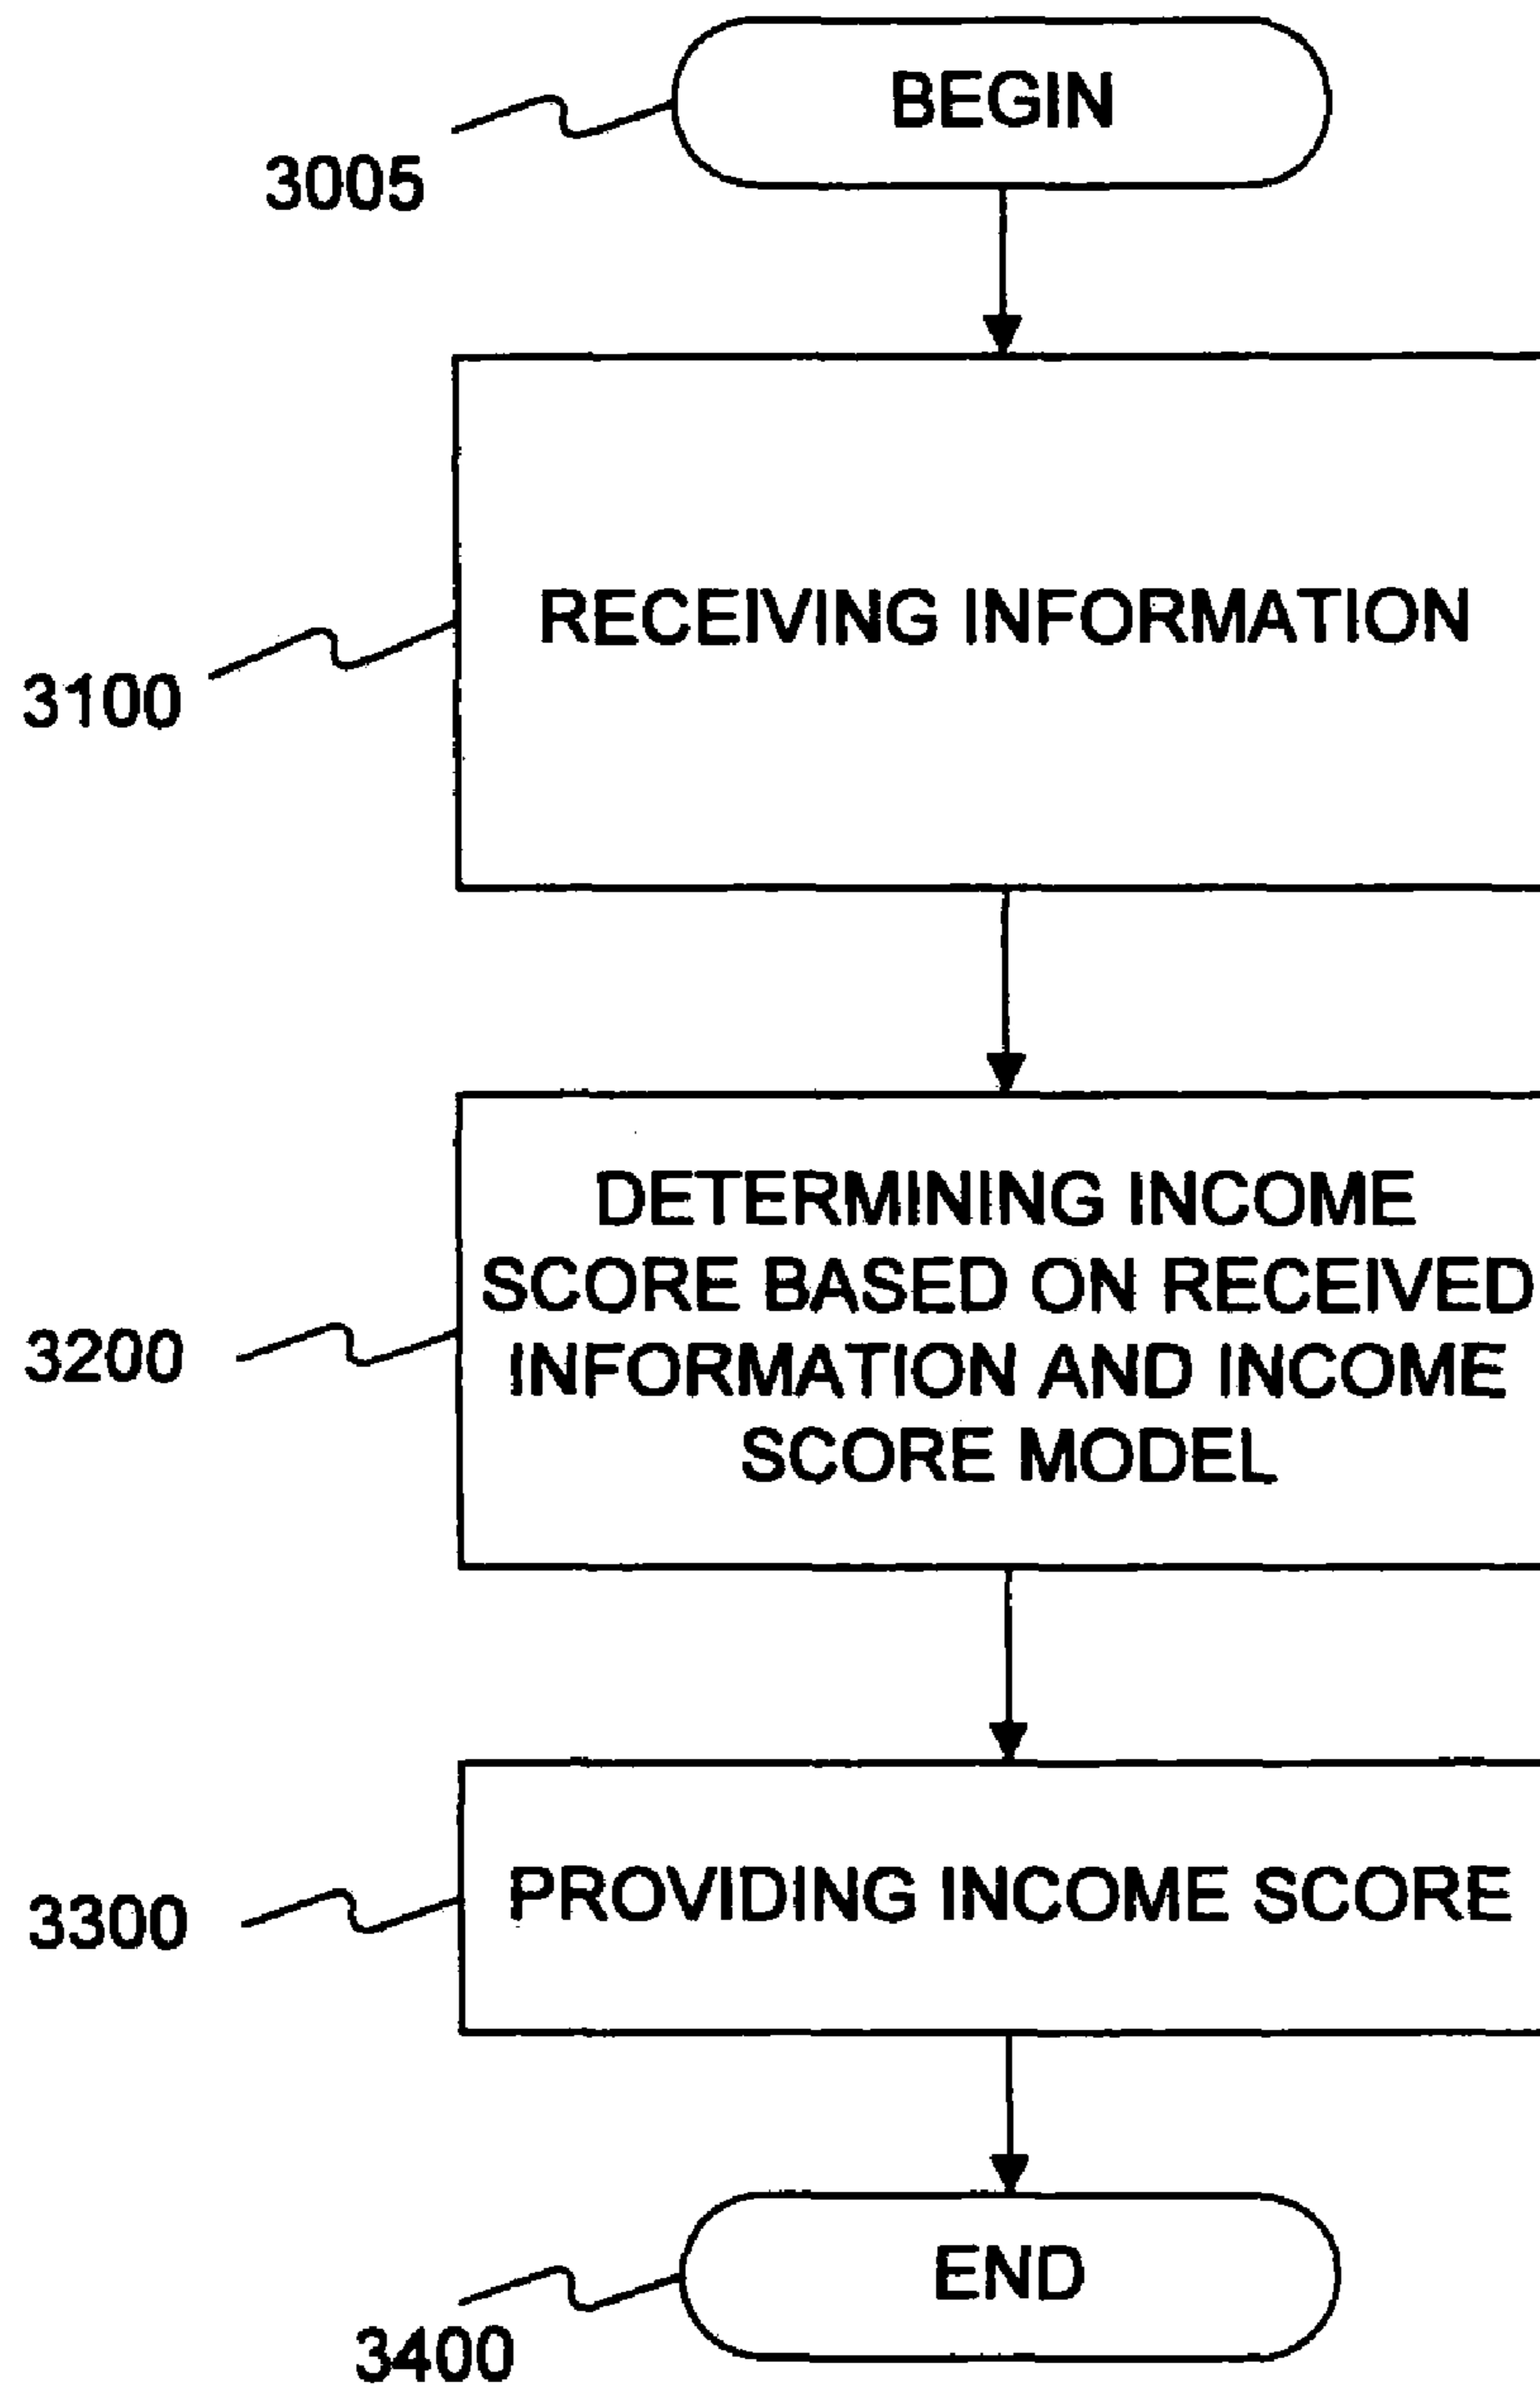 BEGIN
3005
RECEIVING INFORMATION
3100
DETERMINING INCOME
SCORE BASED ON RECEIVED
INFORMATION AND INCOME
SCORE MODEL
3200
PROVIDING INCOME SCORE
3300
END
3400